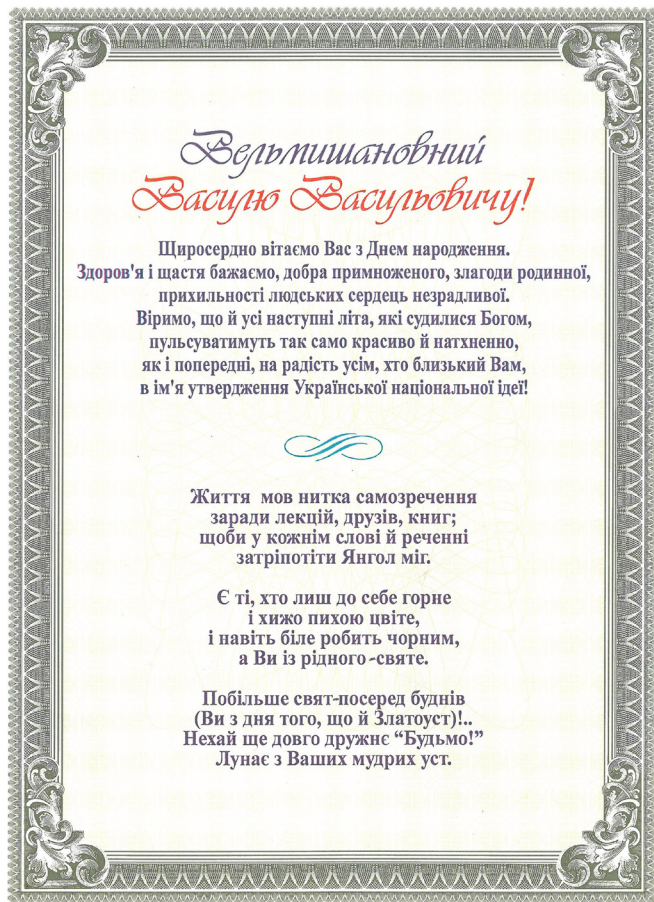 Вельмишановний
Василю Васильовичу!
Щиросердно вітаємо Вас з Днем народження.
Здоров'я і щастя бажаємо, добра примноженого, злагоди родинної,
прихильності людських сердець незрадливої.
Віримо, що й усі наступні літа, які судилися Богом,
пульсуватимуть так само красиво й натхненно,
як і попередні, на радість усім, хто близький Вам,
в ім'я утвердження Української національної ідеї!
Життя мов нитка самозречення
заради лекцій, друзів, книг;
щоби у кожнім слові й реченні
затріпотіти Янгол міг.
Є ті, хто лиш до себе горне
і хижо пихою цвіте,
і навіть біле робить чорним,
а Ви із рідного-святе.
Побільше свят-посеред буднів
(Ви з дня того, що й Златоуст)!..
Нехай ще довго дружнє “Будьмо!”
Лунає з Ваших мудрих уст.